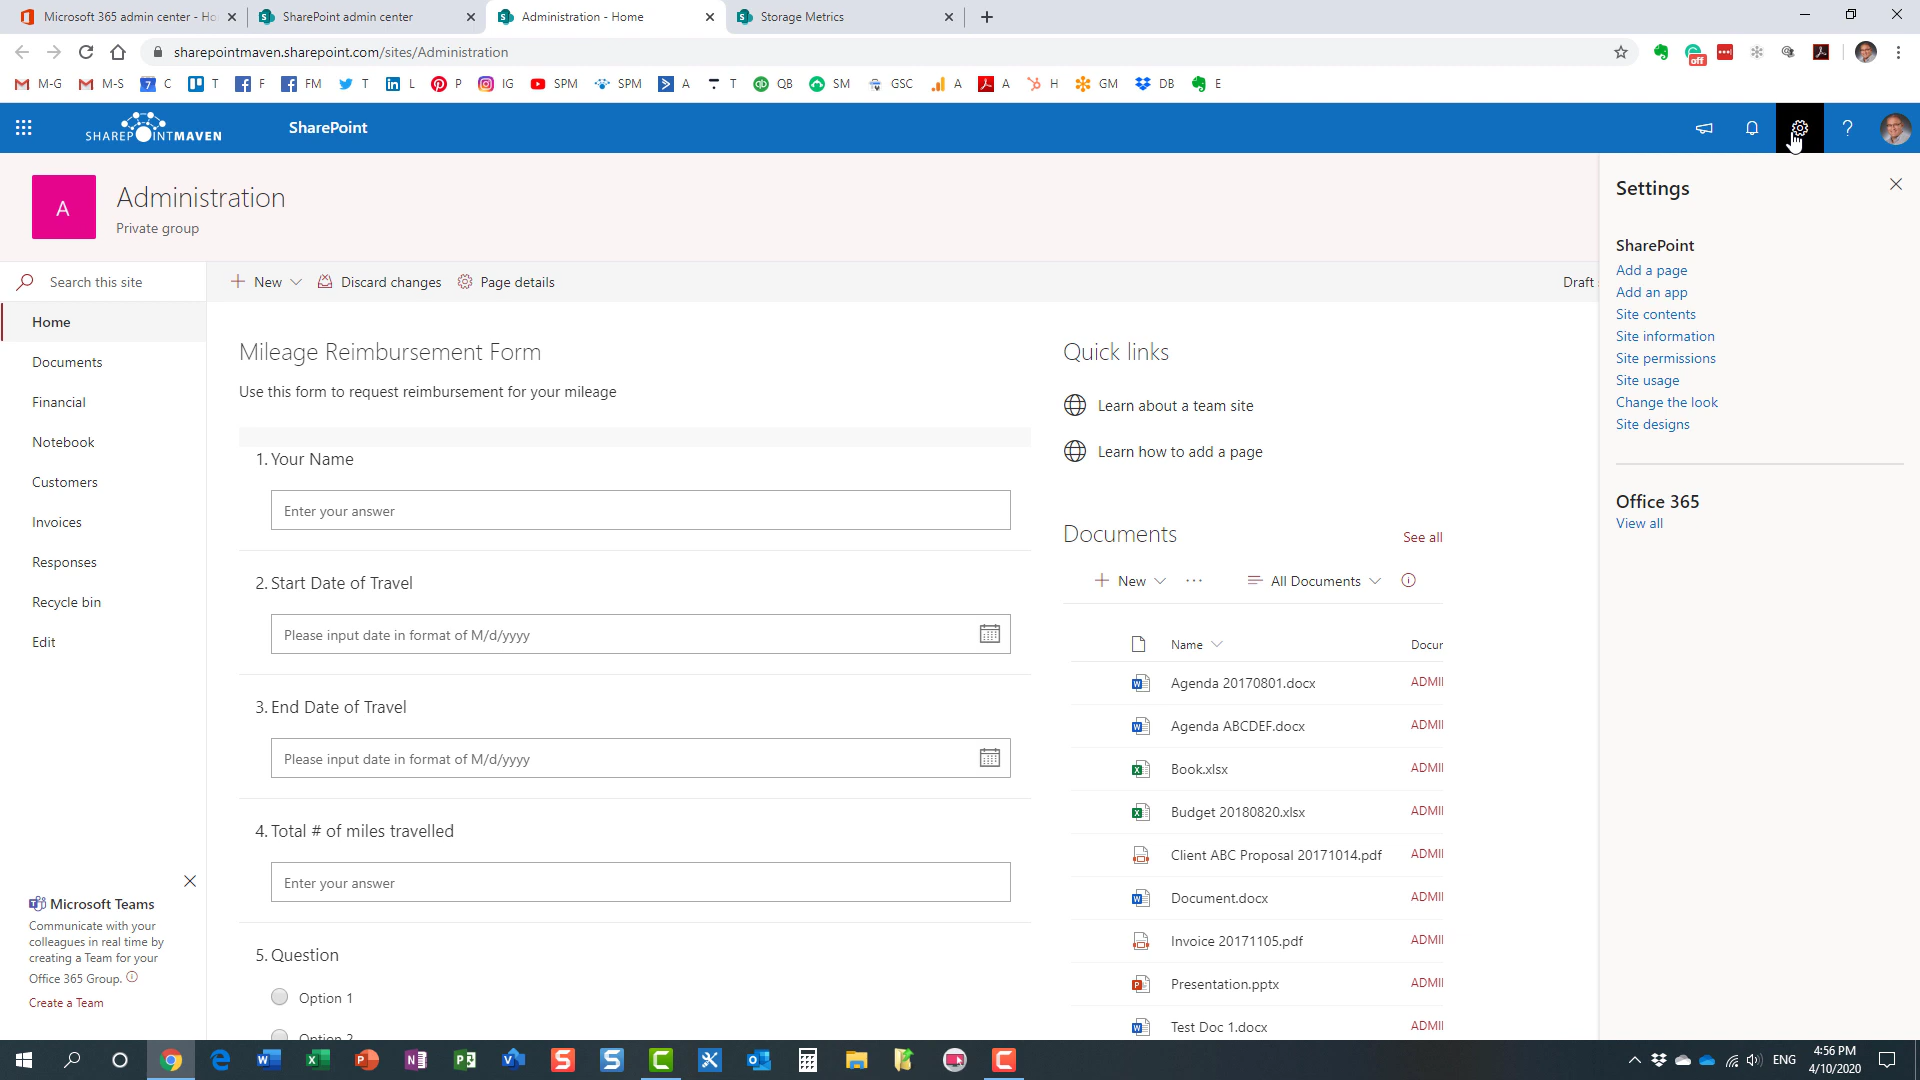 Microsoft 365 admin center - Ho
SharePoint admin center
Administration - Home
Storage Metrics
sharepointmaven.sharepoint.com/sites/Administration
off
M-G M-S 7 C T F FM T L P IG SPM SPM A T QB SM GSC A A H GM DB E
SHAREPOINTMAVEN
SharePoint
?
A
Administration
Private group
Search this site
New
Discard changes
Page details
Draft
Home
Documents
Financial
Notebook
Customers
Invoices
Responses
Recycle bin
Edit
Microsoft Teams
Communicate with your
colleagues in real time by
creating a Team for your
Office 365 Group.
Create a Team
Mileage Reimbursement Form
Use this form to request reimbursement for your mileage
1. Your Name
Enter your answer
2. Start Date of Travel
Please input date in format of M/d/yyyy
3. End Date of Travel
Please input date in format of M/d/yyyy
4. Total # of miles travelled
Enter your answer
5. Question
Option 1
Option 2
Quick links
Learn about a team site
Learn how to add a page
Documents
See all
New
All Documents
Name
Docur
Agenda 20170801.docx ADMII
Agenda ABCDEF.docx ADMII
Book.xlsx ADMII
Budget 20180820.xlsx ADMII
Client ABC Proposal 20171014.pdf ADMII
Document.docx ADMII
Invoice 20171105.pdf ADMII
Presentation.pptx ADMII
Test Doc 1.docx ADMII
Settings
SharePoint
Add a page
Add an app
Site contents
Site information
Site permissions
Site usage
Change the look
Site designs
Office 365
View all
ENG
4:56 PM
4/10/2020